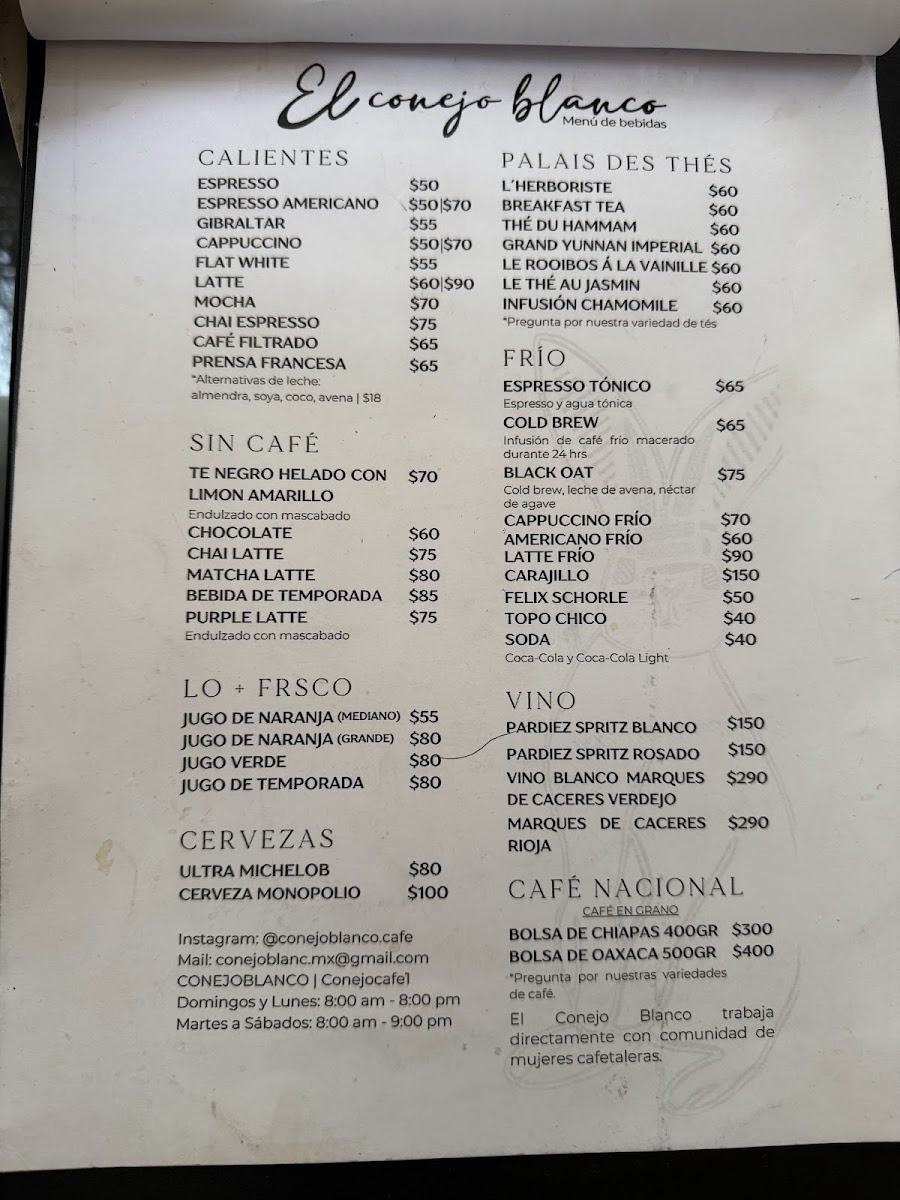 El conejo blanco
Menú de bebidas
CALIENTES
ESPRESSO $50
ESPRESSO AMERICANO $50|$70
GIBRALTAR $55
CAPPUCCINO $50|$70
FLAT WHITE $55
LATTE $60|$90
MOCHA $70
CHAI ESPRESSO $75
CAFÉ FILTRADO $65
PRENSA FRANCESA $65
*Alternativas de leche:
almendra, soya, coco, avena | $18
SIN CAFÉ
TE NEGRO HELADO CON $70
LIMON AMARILLO
Endulzado con mascabado
CHOCOLATE $60
CHAI LATTE $75
MATCHA LATTE $80
BEBIDA DE TEMPORADA $85
PURPLE LATTE $75
Endulzado con mascabado
LO + FRSCO
JUGO DE NARANJA (MEDIANO) $55
JUGO DE NARANJA (GRANDE) $80
JUGO VERDE $80
JUGO DE TEMPORADA $80
CERVEZAS
ULTRA MICHELOB $80
CERVEZA MONOPOLIO $100
Instagram: @conejoblanco.cafe
Mail: conejoblanc.mx@gmail.com
CONEJOBLANCO | Conejocafe1
Domingos y Lunes: 8:00 am - 8:00 pm
Martes a Sábados: 8:00 am - 9:00 pm
PALAIS DES THÉS
L´HERBORISTE $60
BREAKFAST TEA $60
THÉ DU HAMMAM $60
GRAND YUNNAN IMPERIAL $60
LE ROOIBOS Á LA VAINILLE $60
LE THÉ AU JASMIN $60
INFUSIÓN CHAMOMILE $60
*Pregunta por nuestra variedad de tés
FRÍO
ESPRESSO TÓNICO $65
Espresso y agua tónica
COLD BREW $65
Infusión de café frío macerado
durante 24 hrs
BLACK OAT $75
Cold brew, leche de avena, néctar
de agave
CAPPUCCINO FRÍO $70
AMERICANO FRÍO $60
LATTE FRÍO $90
CARAJILLO $150
FELIX SCHORLE $50
TOPO CHICO $40
SODA $40
Coca-Cola y Coca-Cola Light
VINO
PARDIEZ SPRITZ BLANCO $150
PARDIEZ SPRITZ ROSADO $150
VINO BLANCO MARQUES $290
DE CACERES VERDEJO
MARQUES DE CACERES $290
RIOJA
CAFÉ NACIONAL
CAFÉ EN GRANO
BOLSA DE CHIAPAS 400GR $300
BOLSA DE OAXACA 500GR $400
*Pregunta por nuestras variedades
de café.
El Conejo Blanco trabaja
directamente con comunidad de
mujeres cafetaleras.